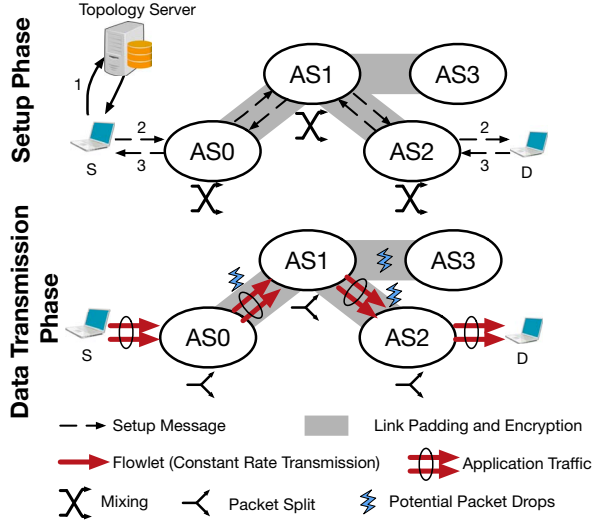 Topology Server
Setup Phase
1
AS1
AS3
2
2
AS0
AS2
3
3
S
D
Data Transmission
Phase
AS1
AS3
AS0
AS2
S
D
Setup Message
Link Padding and Encryption
Flowlet (Constant Rate Transmission)
Application Traffic
Mixing
Packet Split
Potential Packet Drops